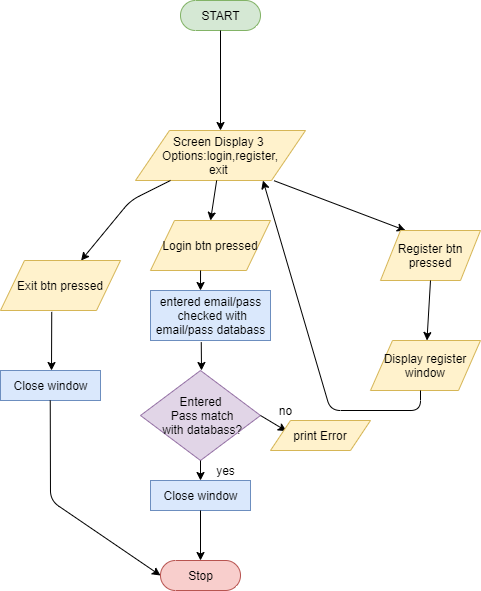 START
Screen Display 3
Options:login,register,
exit
Login btn pressed
Register btn
pressed
Exit btn pressed
entered email/pass
checked with
email/pass databass
Display register
window
Close window
Entered
Pass match
with databass?
no
print Error
yes
Close window
Stop